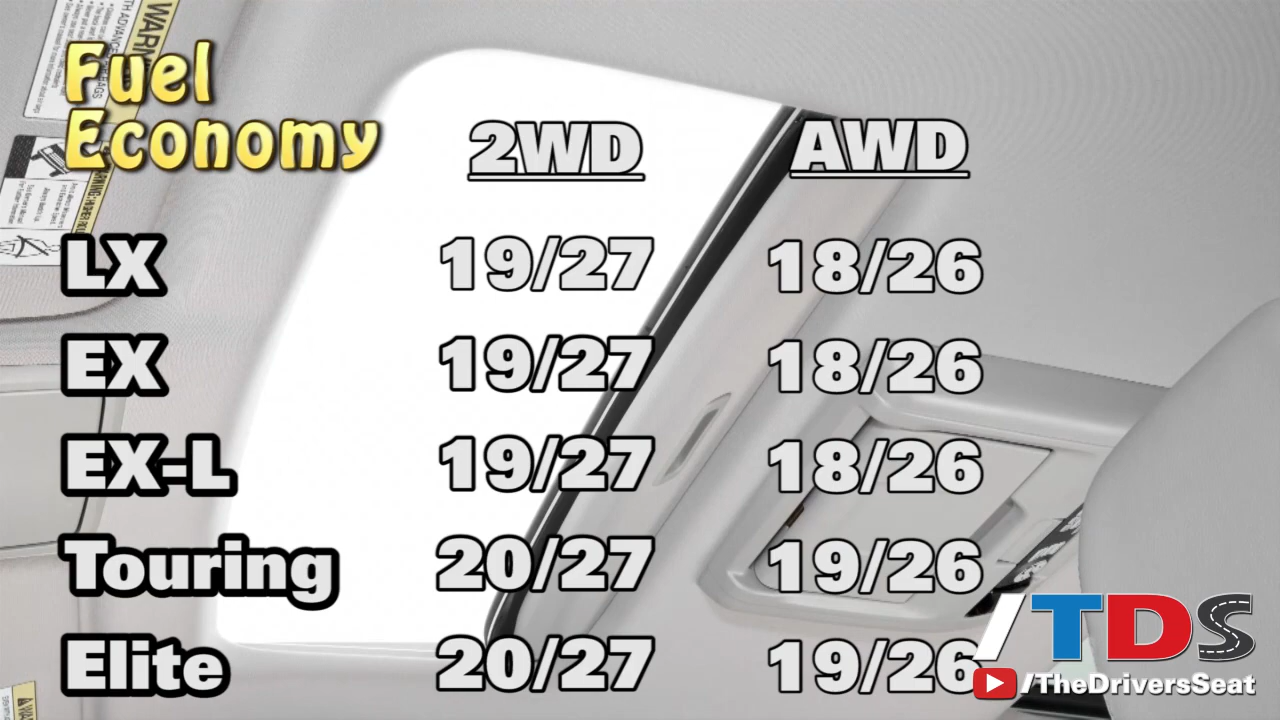 Fuel
Economy
2WD AWD
LX 19/27 18/26
EX 19/27 18/26
EX-L 19/27 18/26
Touring 20/27 19/26
Elite 20/27 19/26
/TDS
/TheDriversSeat